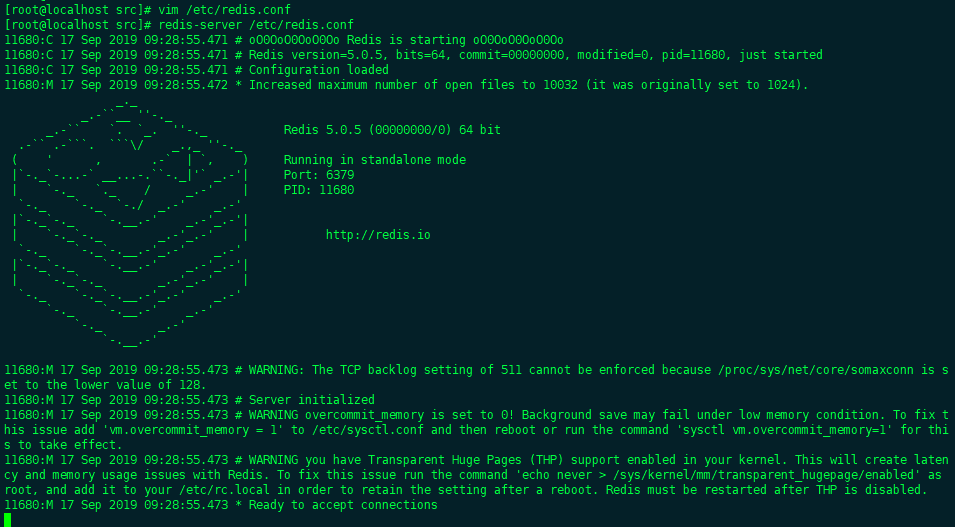 [root@localhost src]# vim /etc/redis.conf
[root@localhost src]# redis-server /etc/redis.conf
11680:C 17 Sep 2019 09:28:55.471 # oO0OoO0OoO0Oo Redis is starting oO0OoO0OoO0Oo
11680:C 17 Sep 2019 09:28:55.471 # Redis version=5.0.5, bits=64, commit=00000000, modified=0, pid=11680, just started
11680:C 17 Sep 2019 09:28:55.471 # Configuration loaded
11680:M 17 Sep 2019 09:28:55.472 * Increased maximum number of open files to 10032 (it was originally set to 1024).
Redis 5.0.5 (00000000/0) 64 bit
Running in standalone mode
Port: 6379
PID: 11680
http://redis.io
11680:M 17 Sep 2019 09:28:55.473 # WARNING: The TCP backlog setting of 511 cannot be enforced because /proc/sys/net/core/somaxconn is s
et to the lower value of 128.
11680:M 17 Sep 2019 09:28:55.473 # Server initialized
11680:M 17 Sep 2019 09:28:55.473 # WARNING overcommit_memory is set to 0! Background save may fail under low memory condition. To fix t
his issue add 'vm.overcommit_memory = 1' to /etc/sysctl.conf and then reboot or run the command 'sysctl vm.overcommit_memory=1' for thi
s to take effect.
11680:M 17 Sep 2019 09:28:55.473 # WARNING you have Transparent Huge Pages (THP) support enabled in your kernel. This will create laten
cy and memory usage issues with Redis. To fix this issue run the command 'echo never > /sys/kernel/mm/transparent_hugepage/enabled' as
root, and add it to your /etc/rc.local in order to retain the setting after a reboot. Redis must be restarted after THP is disabled.
11680:M 17 Sep 2019 09:28:55.473 * Ready to accept connections